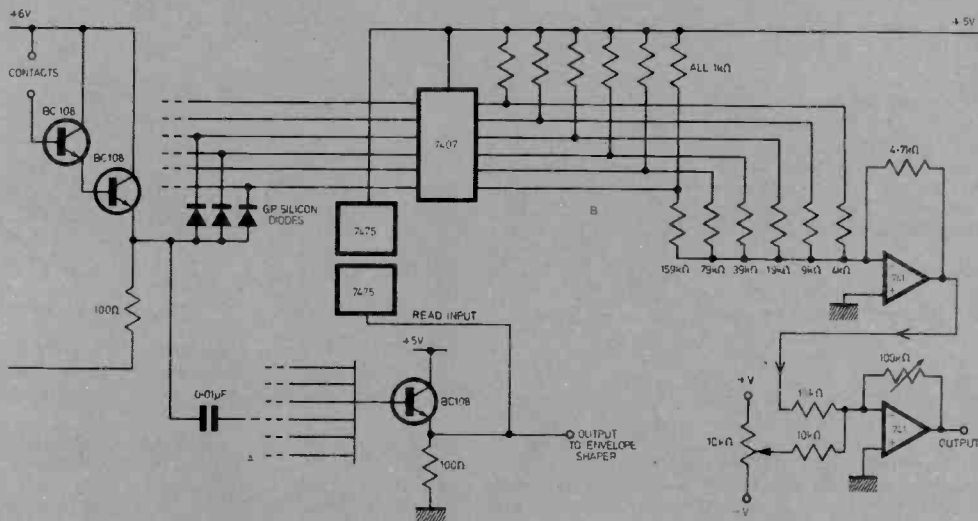 +6V
CONTACTS
BC108
BC108
100Ω
0·01µF
G.P. SILICON
DIODES
7475
7475
READ INPUT
+5V
BC108
100Ω
OUTPUT
TO ENVELOPE
SHAPER
7407
ALL 1kΩ
+5V
B
159kΩ
79kΩ
39kΩ
19kΩ
9kΩ
4kΩ
4·7kΩ
741
+V
10kΩ
-V
10kΩ
100kΩ
741
OUTPUT